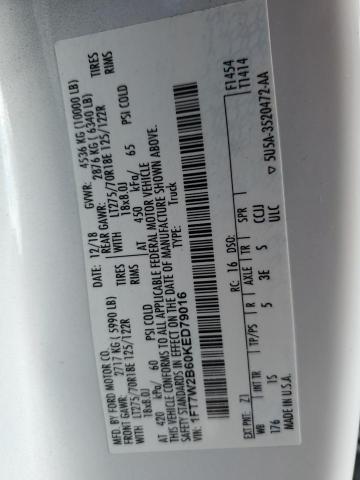 MFD. BY FORD MOTOR CO.
12/18
GVWR: 4536 KG (10000 LB)
FRONT GAWR: 2717 KG ( 5990 LB)
REAR GAWR: 2876 KG ( 6340 LB)
TIRES
WITH LT275/70R18E 125/122R
TIRES
WITH LT275/70R18E 125/122R
RIMS
18x8.0J
RIMS
18x8.0J
AT 420 kPa/ 60 PSI COLD
AT 450 kPa/ 65 PSI COLD
THIS VEHICLE CONFORMS TO ALL APPLICABLE FEDERAL MOTOR VEHICLE
SAFETY STANDARDS IN EFFECT ON THE DATE OF MANUFACTURE SHOWN ABOVE.
VIN: 1FT7W2B60KED79016
TYPE: Truck
F1454
T1414
EXT PNT: Z1 RC: 16 DSO:
WB INT TR TP/PS R AXLE TR SPR
176 IS 5 3E S CCJJ
MADE IN U.S.A. ULC
5U5A-3520472-AA